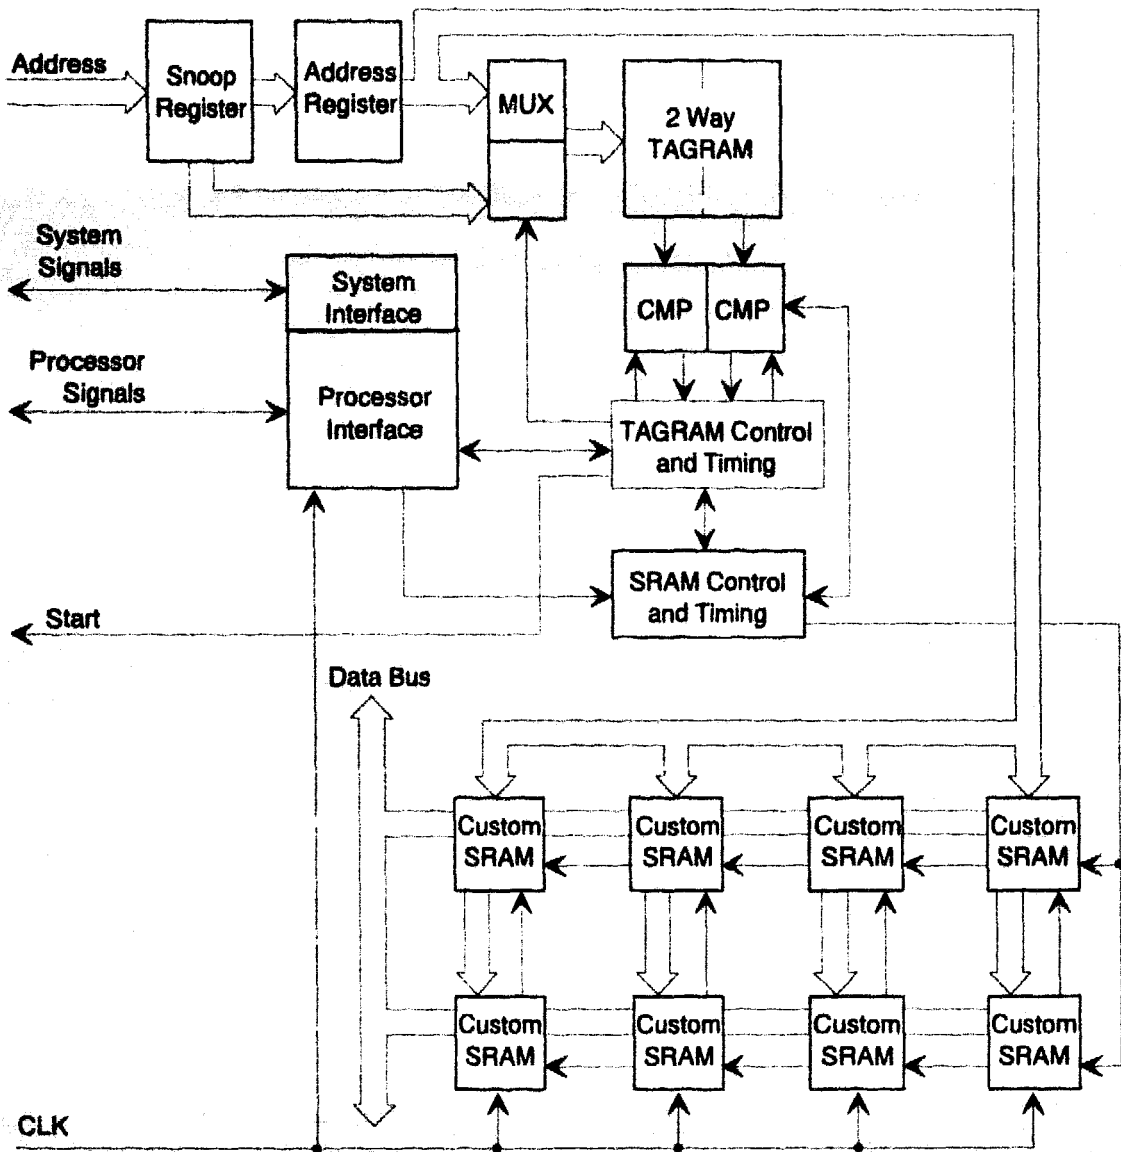 Address
Snoop
Register
Address
Register
MUX
2 Way
TAGRAM
System
Signals
System
Interface
CMP
CMP
Processor
Signals
Processor
Interface
TAGRAM Control
and Timing
SRAM Control
and Timing
Start
Data Bus
Custom
SRAM
Custom
SRAM
Custom
SRAM
Custom
SRAM
Custom
SRAM
Custom
SRAM
Custom
SRAM
Custom
SRAM
CLK